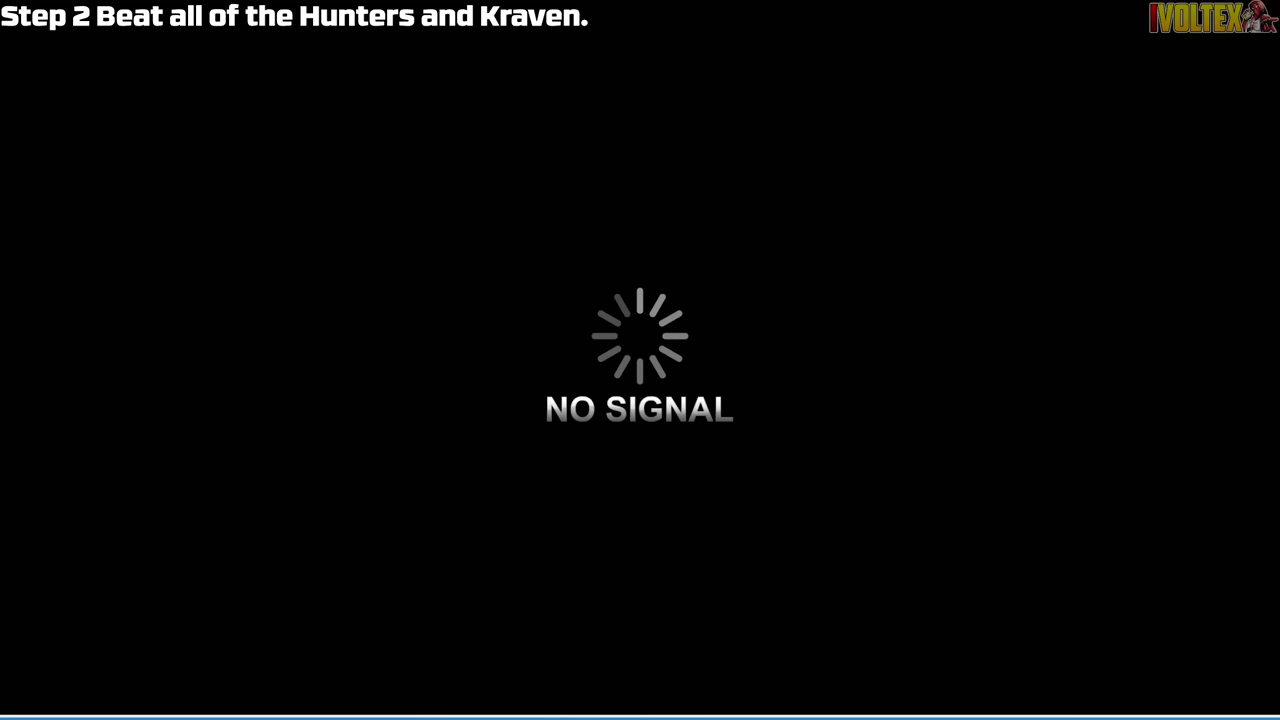 Step 2 Beat all of the Hunters and Kraven.
IVOLTEX
NO SIGNAL